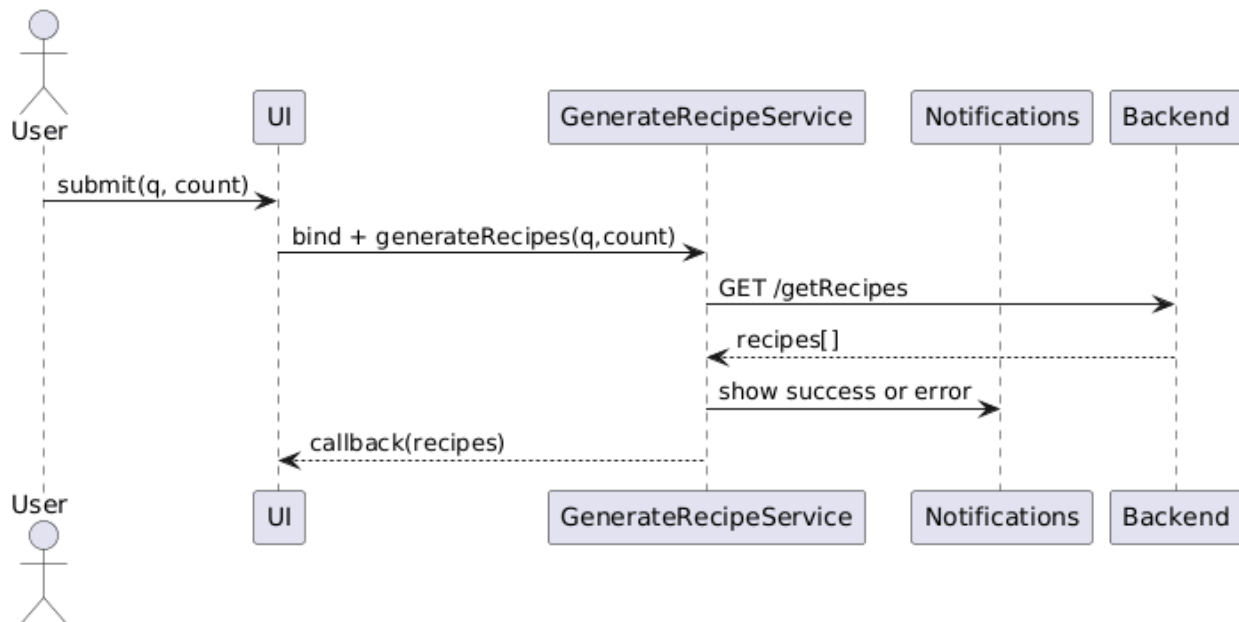 User
UI
GenerateRecipeService
Notifications
Backend
submit(q, count)
bind + generateRecipes(q,count)
GET /getRecipes
recipes[]
show success or error
callback(recipes)
User
UI
GenerateRecipeService
Notifications
Backend